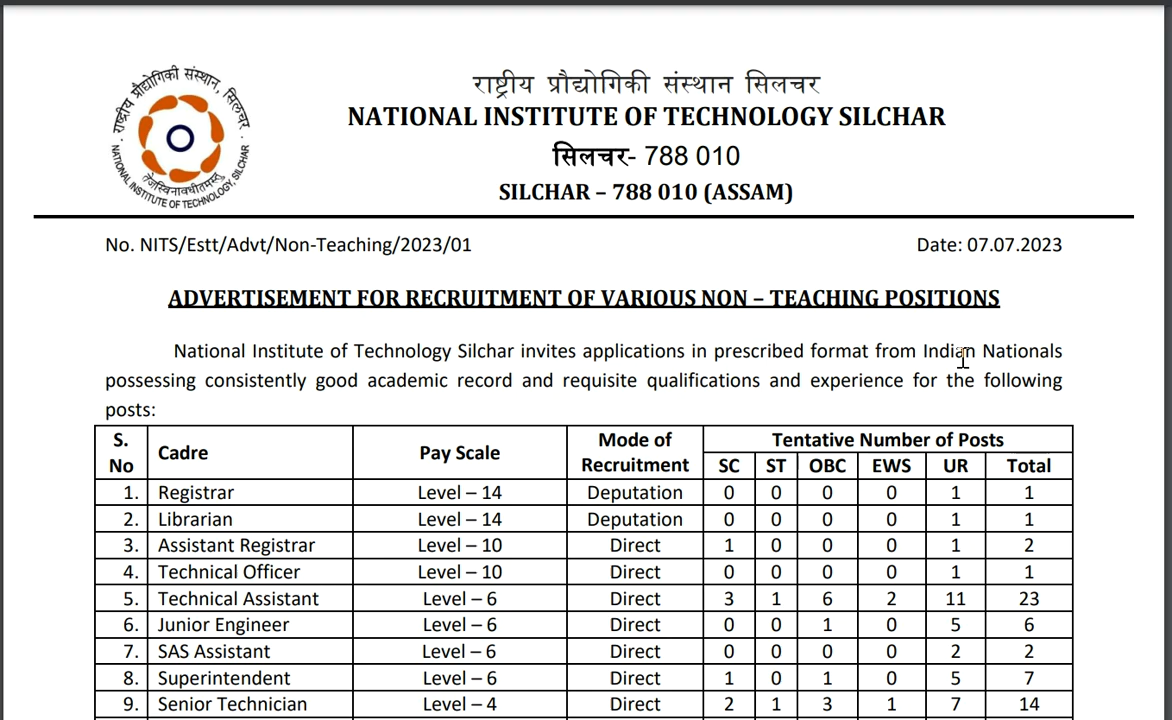 राष्ट्रीय प्रौद्योगिकी संस्थान सिलचर
NATIONAL INSTITUTE OF TECHNOLOGY SILCHAR
सिलचर- 788 010
SILCHAR – 788 010 (ASSAM)
राष्ट्रीय प्रौद्योगिकी संस्थान, सिलचर
तेजस्विनावधीतमस्तु
NATIONAL INSTITUTE OF TECHNOLOGY, SILCHAR
No. NITS/Estt/Advt/Non-Teaching/2023/01 Date: 07.07.2023
ADVERTISEMENT FOR RECRUITMENT OF VARIOUS NON – TEACHING POSITIONS
National Institute of Technology Silchar invites applications in prescribed format from Indian Nationals
possessing consistently good academic record and requisite qualifications and experience for the following
posts:
S. No Cadre Pay Scale Mode of Recruitment Tentative Number of Posts
SC ST OBC EWS UR Total
1. Registrar Level – 14 Deputation 0 0 0 0 1 1
2. Librarian Level – 14 Deputation 0 0 0 0 1 1
3. Assistant Registrar Level – 10 Direct 1 0 0 0 1 2
4. Technical Officer Level – 10 Direct 0 0 0 0 1 1
5. Technical Assistant Level – 6 Direct 3 1 6 2 11 23
6. Junior Engineer Level – 6 Direct 0 0 1 0 5 6
7. SAS Assistant Level – 6 Direct 0 0 0 0 2 2
8. Superintendent Level – 6 Direct 1 0 1 0 5 7
9. Senior Technician Level – 4 Direct 2 1 3 1 7 14